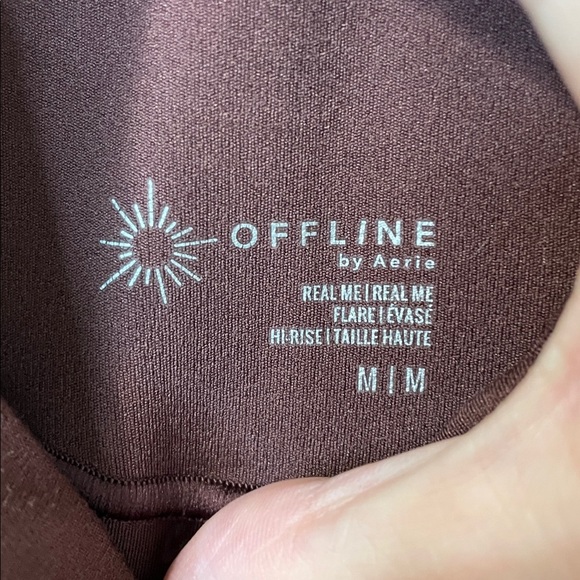 OFFLINE
by Aerie
REAL ME|REAL ME
FLARE|ÉVASÉ
HI-RISE|TAILLE HAUTE
M|M